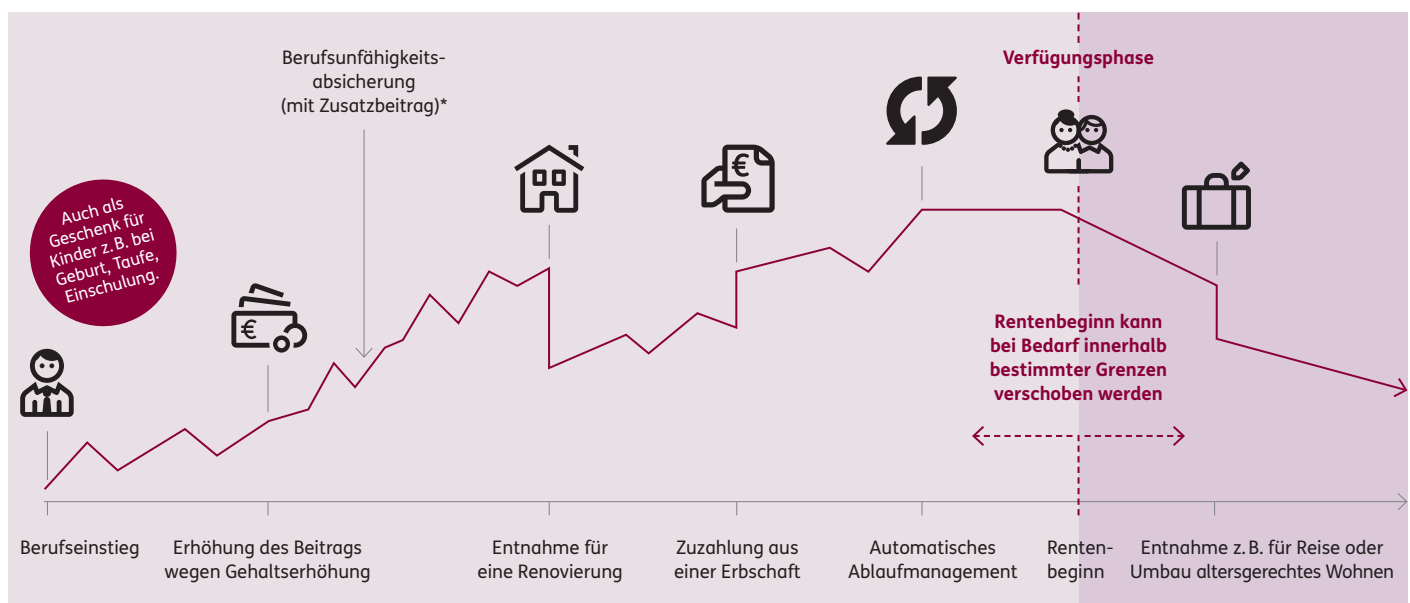 Berufsunfähigkeits-
absicherung
(mit Zusatzbeitrag)*
Verfügungsphase
Auch als
Geschenk für
Kinder z. B. bei
Geburt, Taufe,
Einschulung.
€
€
Rentenbeginn kann
bei Bedarf innerhalb
bestimmter Grenzen
verschoben werden
Berufseinstieg
Erhöhung des Beitrags
wegen Gehaltserhöhung
Entnahme für
eine Renovierung
Zuzahlung aus
einer Erbschaft
Automatisches
Ablaufmanagement
Renten-
beginn
Entnahme z. B. für Reise oder
Umbau altersgerechtes Wohnen